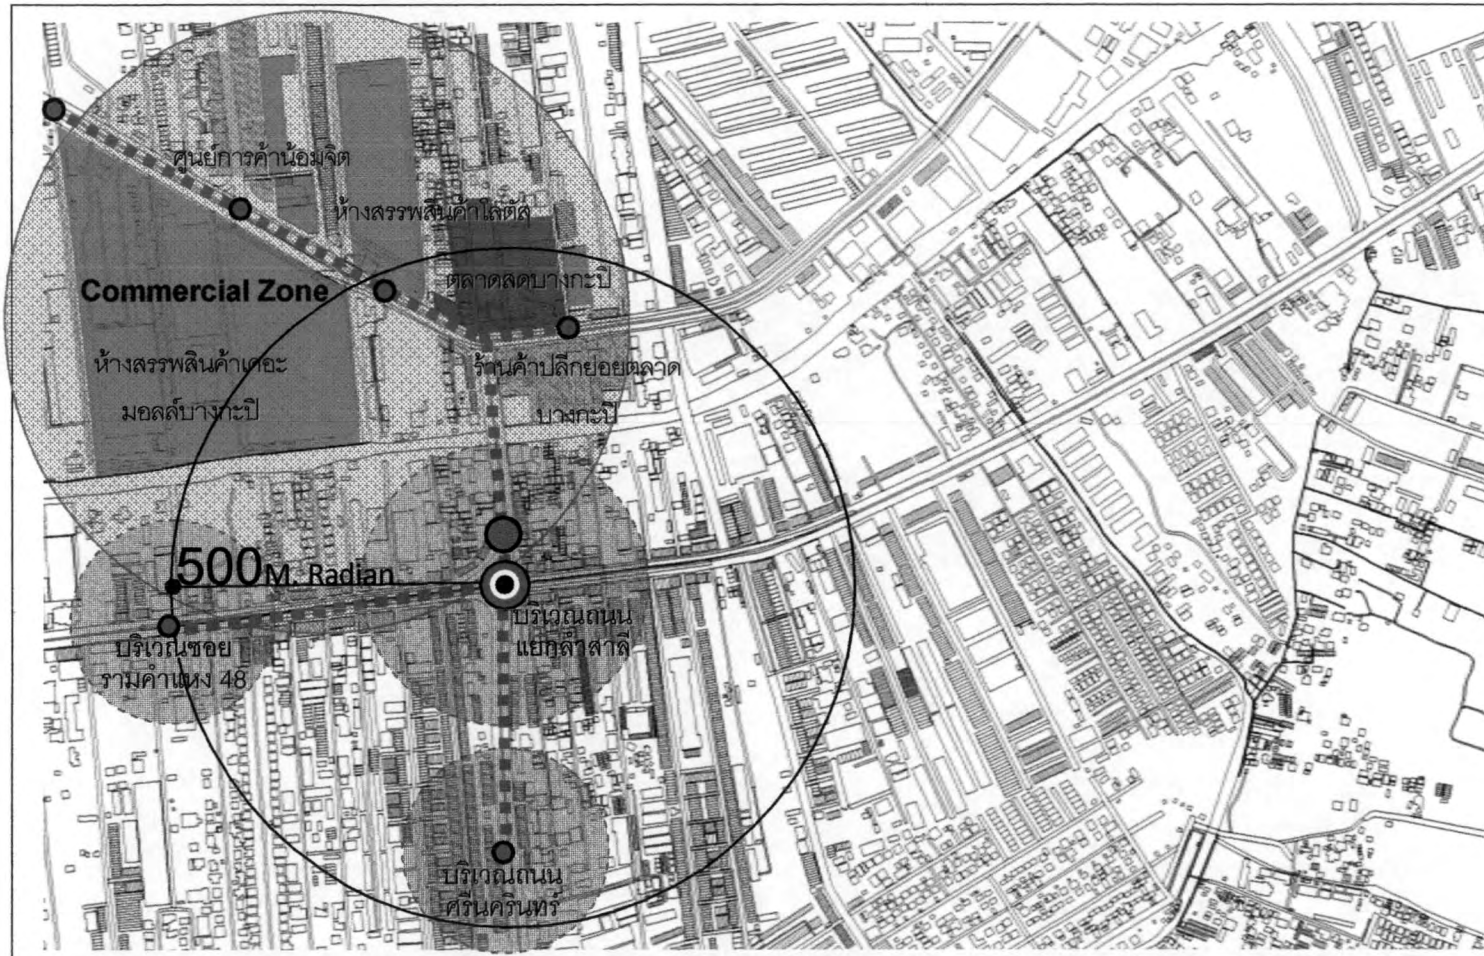 ศูนย์การค้าน้อมจิต
ห้างสรรพสินค้าโลตัส
ตลาดสดบางกะปิ
Commercial Zone
ห้างสรรพสินค้าเดอะ
มอลล์บางกะปิ
ร้านค้าปลีกย่อยตลาด
บางกะปิ
500 M. Radian
บริเวณถนน
แยกลำสาลี
บริเวณซอย
รามคำแหง 48
บริเวณถนน
ศรีนครินทร์